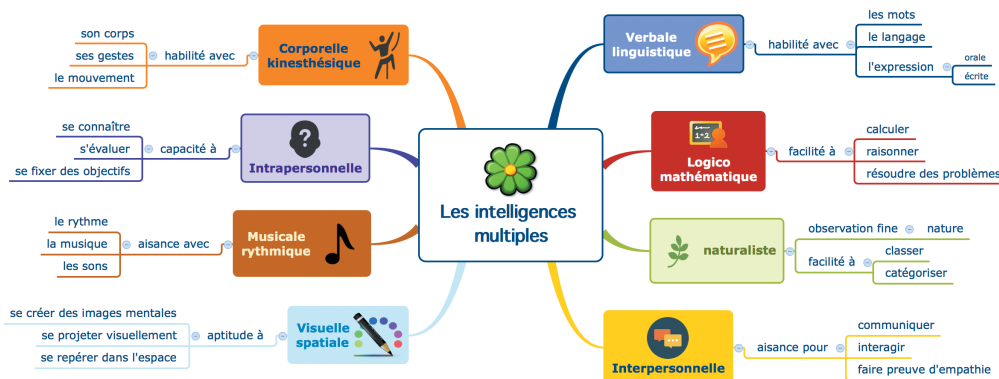 Les intelligences
multiples
Corporelle
kinesthésique
habilité avec
son corps
ses gestes
le mouvement
Intrapersonnelle
capacité à
se connaître
s'évaluer
se fixer des objectifs
Musicale
rythmique
aisance avec
le rythme
la musique
les sons
Visuelle
spatiale
aptitude à
se créer des images mentales
se projeter visuellement
se repérer dans l'espace
Verbale
linguistique
habilité avec
les mots
le langage
l'expression
orale
écrite
1+2
Logico
mathématique
facilité à
calculer
raisonner
résoudre des problèmes
naturaliste
observation fine
nature
facilité à
classer
catégoriser
Interpersonnelle
aisance pour
communiquer
interagir
faire preuve d'empathie